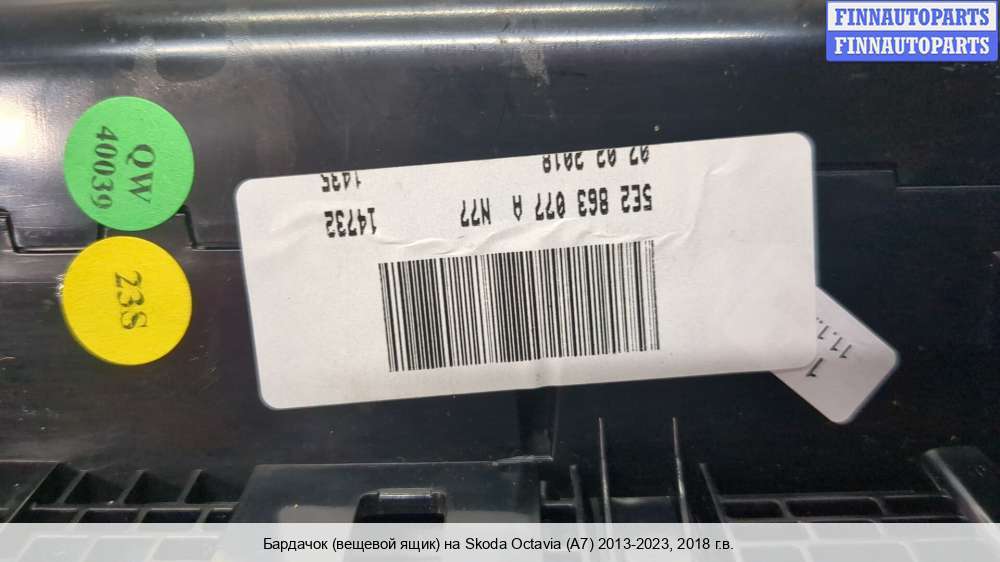 FINNAUTOPARTS
FINNAUTOPARTS
QW
40039
23S
5E2 863 077 A N77
14732
07 02 2018
1435
Бардачок (вещевой ящик) на Skoda Octavia (A7) 2013-2023, 2018 г.в.